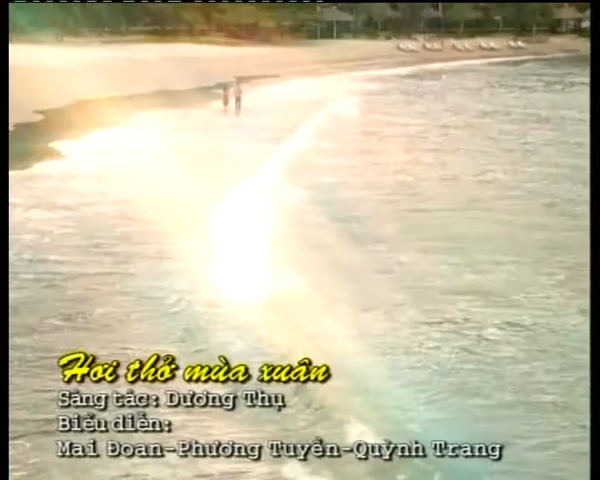 Hơi thở mùa xuân
Sáng tác: Dương Thụ
Biểu diễn:
Mai Đoan-Phương Tuyền-Quỳnh Trang